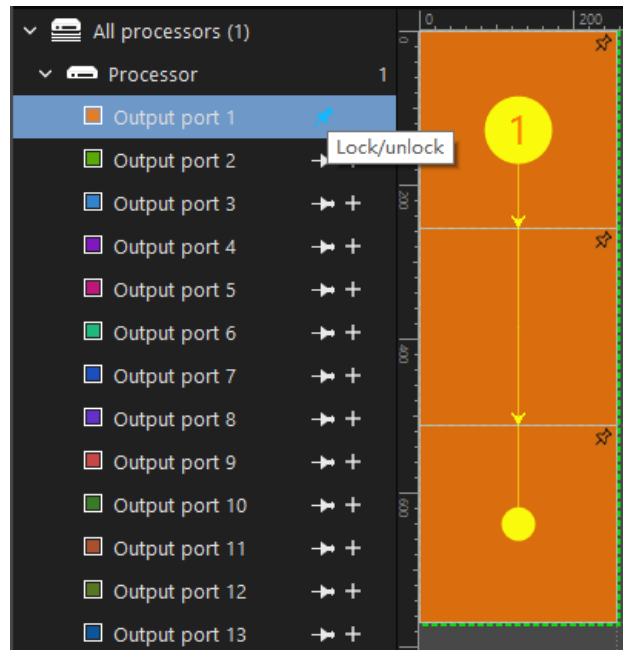 All processors (1)
Processor 1
Output port 1
Lock/unlock
Output port 2
Output port 3
Output port 4
Output port 5
Output port 6
Output port 7
Output port 8
Output port 9
Output port 10
Output port 11
Output port 12
Output port 13
0 200
0
200
400
600
1